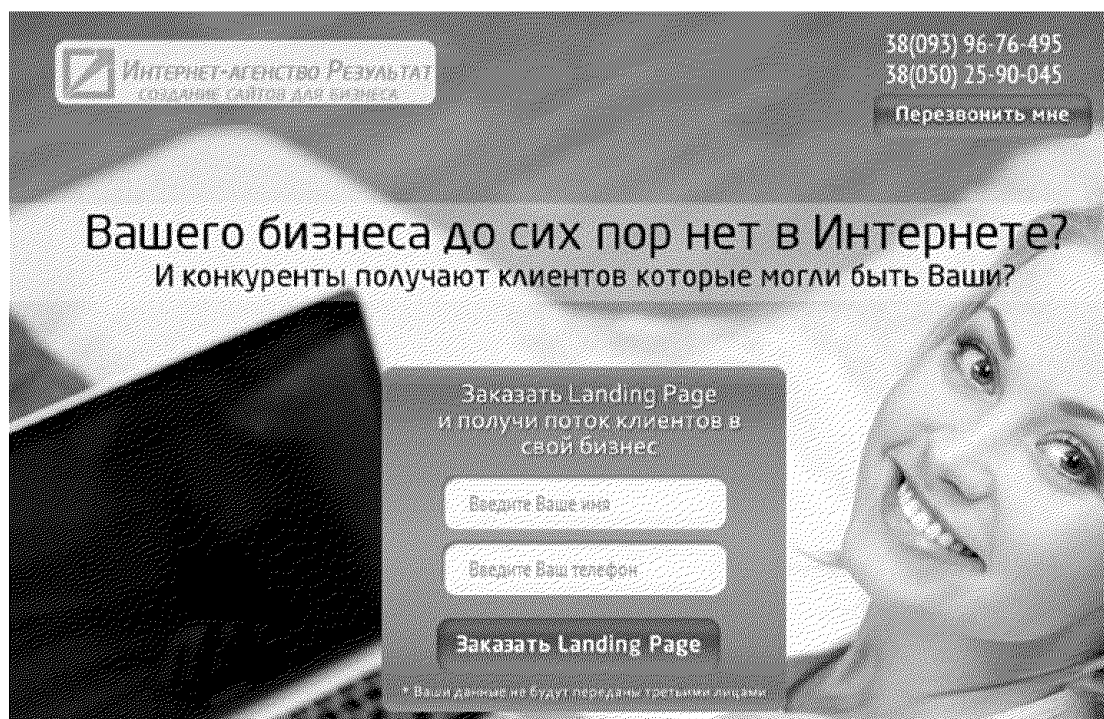 Интернет-агенство Результат
создание сайтов для бизнеса
38(093) 96-76-495
38(050) 25-90-045
Перезвонить мне
Вашего бизнеса до сих пор нет в Интернете?
И конкуренты получают клиентов которые могли быть Ваши?
Заказать Landing Page
и получи поток клиентов в
свой бизнес
Введите Ваше имя
Введите Ваш телефон
Заказать Landing Page
* Ваши данные не будут переданы третьими лицами